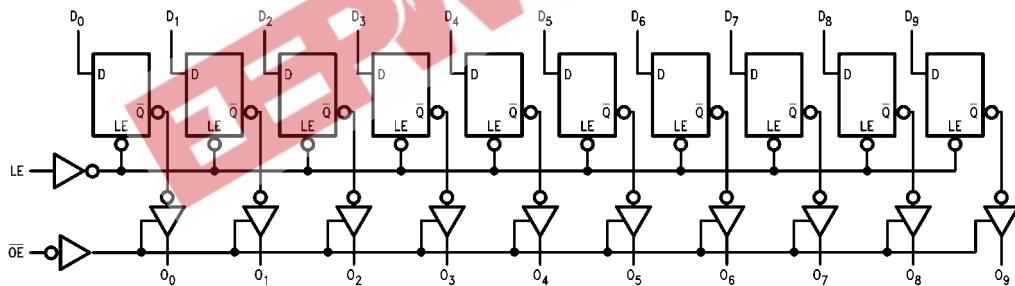 D0 D1 D2 D3 D4 D5 D6 D7 D8 D9
D D D D D D D D D D
Q̅ Q̅ Q̅ Q̅ Q̅ Q̅ Q̅ Q̅ Q̅ Q̅
LE LE LE LE LE LE LE LE LE LE
LE
O̅E̅
O0 O1 O2 O3 O4 O5 O6 O7 O8 O9